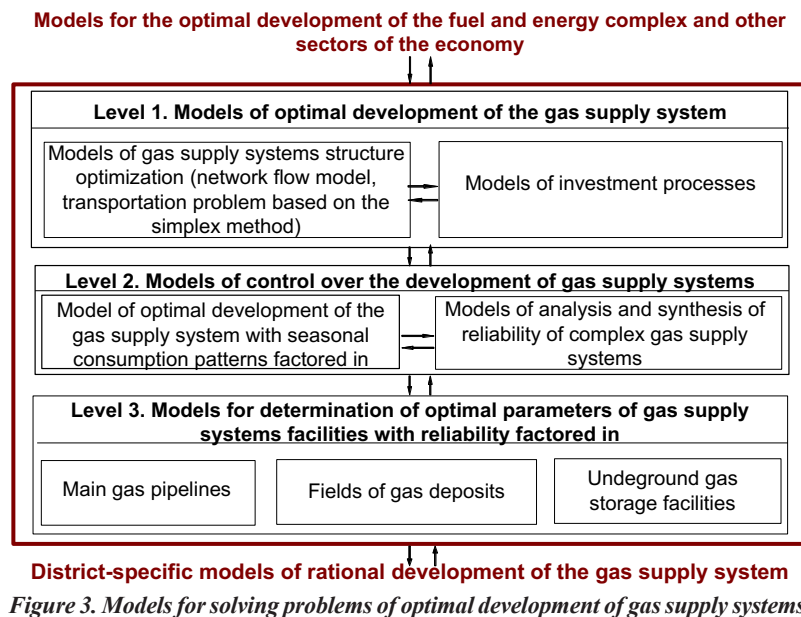 Models for the optimal development of the fuel and energy complex and other
sectors of the economy
Level 1. Models of optimal development of the gas supply system
Models of gas supply systems structure
optimization (network flow model,
transportation problem based on the
simplex method)
Models of investment processes
Level 2. Models of control over the development of gas supply systems
Model of optimal development of the
gas supply system with seasonal
consumption patterns factored in
Models of analysis and synthesis of
reliability of complex gas supply
systems
Level 3. Models for determination of optimal parameters of gas supply
systems facilities with reliability factored in
Main gas pipelines
Fields of gas deposits
Undeground gas
storage facilities
District-specific models of rational development of the gas supply system
Figure 3. Models for solving problems of optimal development of gas supply systems